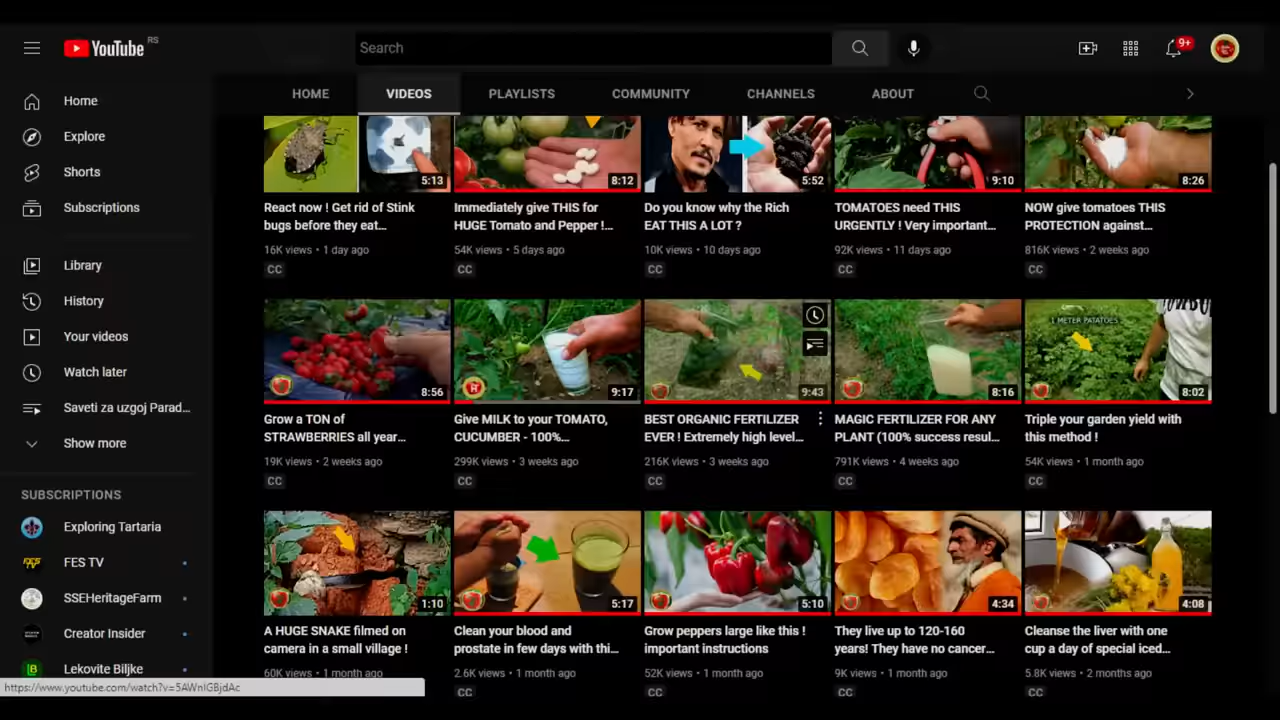 YouTube RS
Search
9+
HOME VIDEOS PLAYLISTS COMMUNITY CHANNELS ABOUT
Home
Explore
Shorts
Subscriptions
Library
History
Your videos
Watch later
Saveti za uzgoj Parad...
Show more
SUBSCRIPTIONS
Exploring Tartaria
FES TV
SSEHeritageFarm
Creator Insider
Lekovite Biljke
5:13
React now ! Get rid of Stink
bugs before they eat...
16K views • 1 day ago
CC
8:12
Immediately give THIS for
HUGE Tomato and Pepper !...
54K views • 5 days ago
CC
5:52
Do you know why the Rich
EAT THIS A LOT ?
10K views • 10 days ago
CC
9:10
TOMATOES need THIS
URGENTLY ! Very important...
92K views • 11 days ago
CC
8:26
NOW give tomatoes THIS
PROTECTION against...
816K views • 2 weeks ago
CC
8:56
Grow a TON of
STRAWBERRIES all year...
19K views • 2 weeks ago
CC
9:17
Give MILK to your TOMATO,
CUCUMBER - 100%...
299K views • 3 weeks ago
CC
9:43
BEST ORGANIC FERTILIZER
EVER ! Extremely high level...
216K views • 3 weeks ago
CC
8:16
MAGIC FERTILIZER FOR ANY
PLANT (100% success resul...
791K views • 4 weeks ago
CC
1 METER PATATOES
8:02
Triple your garden yield with
this method !
54K views • 1 month ago
CC
1:10
A HUGE SNAKE filmed on
camera in a small village !
60K views • 1 month ago
5:17
Clean your blood and
prostate in few days with thi...
2.6K views • 1 month ago
CC
5:10
Grow peppers large like this !
important instructions
52K views • 1 month ago
CC
4:34
They live up to 120-160
years! They have no cancer...
9K views • 1 month ago
CC
4:08
Cleanse the liver with one
cup a day of special iced...
5.8K views • 2 months ago
CC
https://www.youtube.com/watch?v=5AWnIGBjdAc